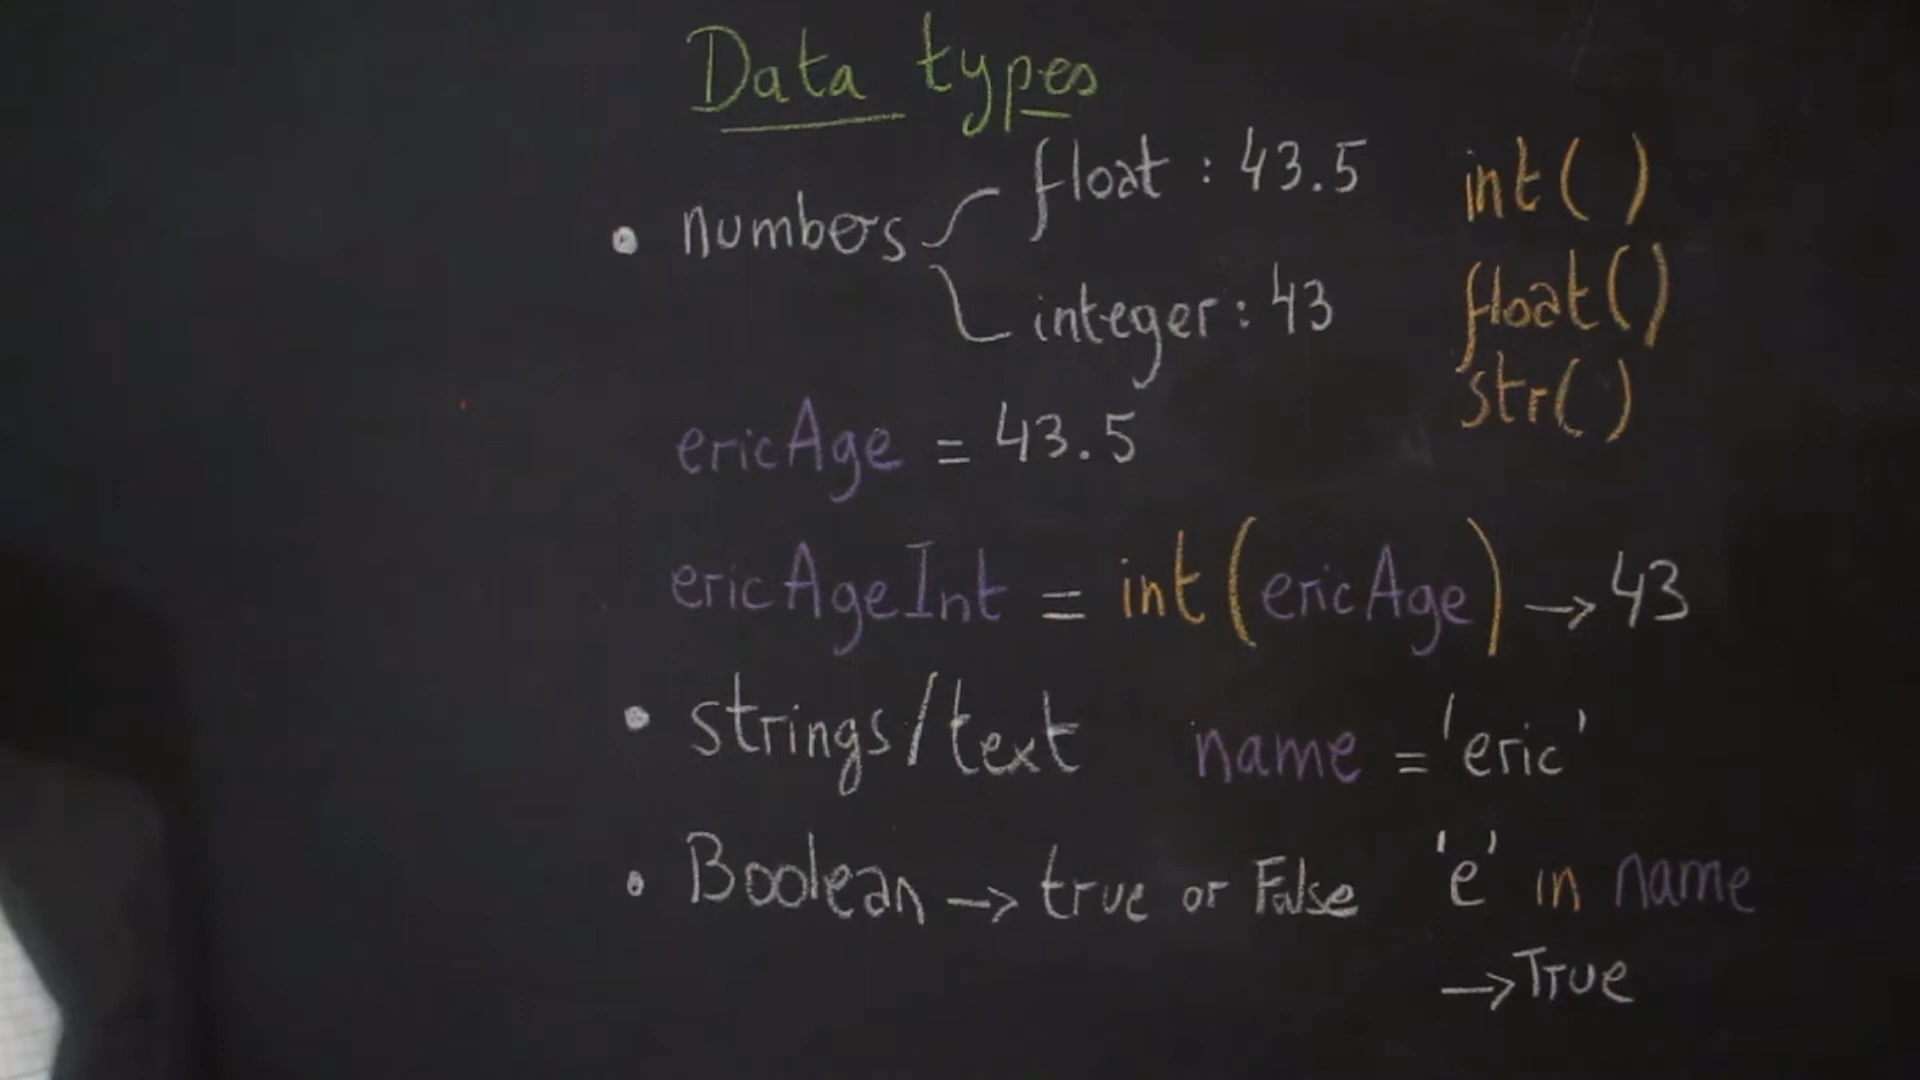 Data types
• numbers float : 43.5
integer : 43
int( )
float( )
str( )
ericAge = 43.5
ericAgeInt = int(ericAge) → 43
• strings/text name = 'eric'
• Boolean → true or False 'e' in name
→ True